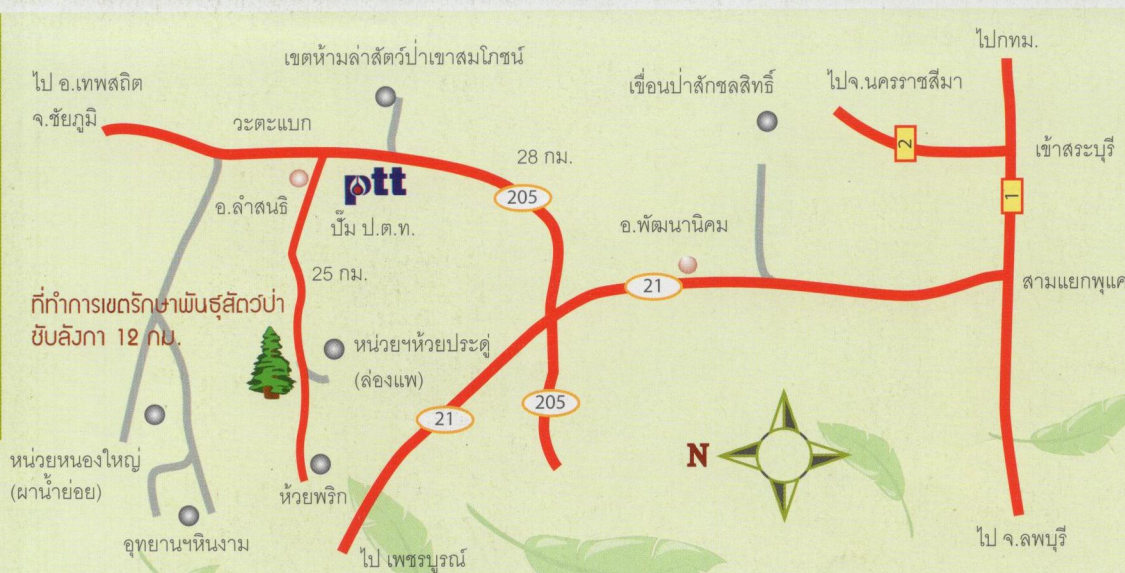 ไปกทม.
เขตห้ามล่าสัตว์ป่าเขาสมโภชน์
ไป อ.เทพสถิต
จ.ชัยภูมิ
เขื่อนป่าสักชลสิทธิ์
ไปจ.นครราชสีมา
วะตะแบก
2
เข้าสระบุรี
28 กม.
205
1
ptt
อ.ลำสนธิ
ปั๊ม ป.ต.ท.
อ.พัฒนานิคม
25 กม.
21
สามแยกพุแค
ที่ทำการเขตรักษาพันธุ์สัตว์ป่า
ซับลังกา 12 กม.
หน่วยฯห้วยประดู่
(ล่องแพ)
21
205
N
หน่วยหนองใหญ่
(ผาน้ำย่อย)
ห้วยพริก
อุทยานฯหินงาม
ไป เพชรบูรณ์
ไป จ.ลพบุรี